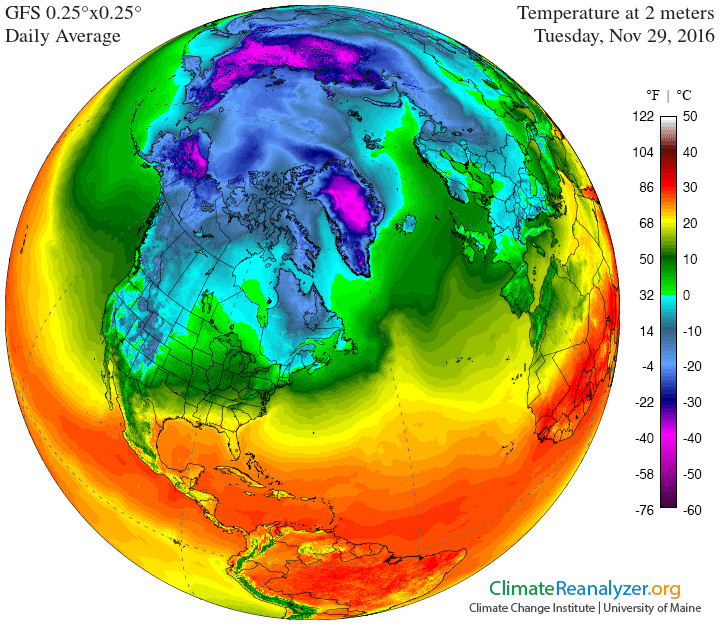 GFS 0.25°x0.25°
Daily Average
Temperature at 2 meters
Tuesday, Nov 29, 2016
°F | °C
122 50
104 40
86 30
68 20
50 10
32 0
14 -10
-4 -20
-22 -30
-40 -40
-58 -50
-76 -60
ClimateReanalyzer.org
Climate Change Institute | University of Maine